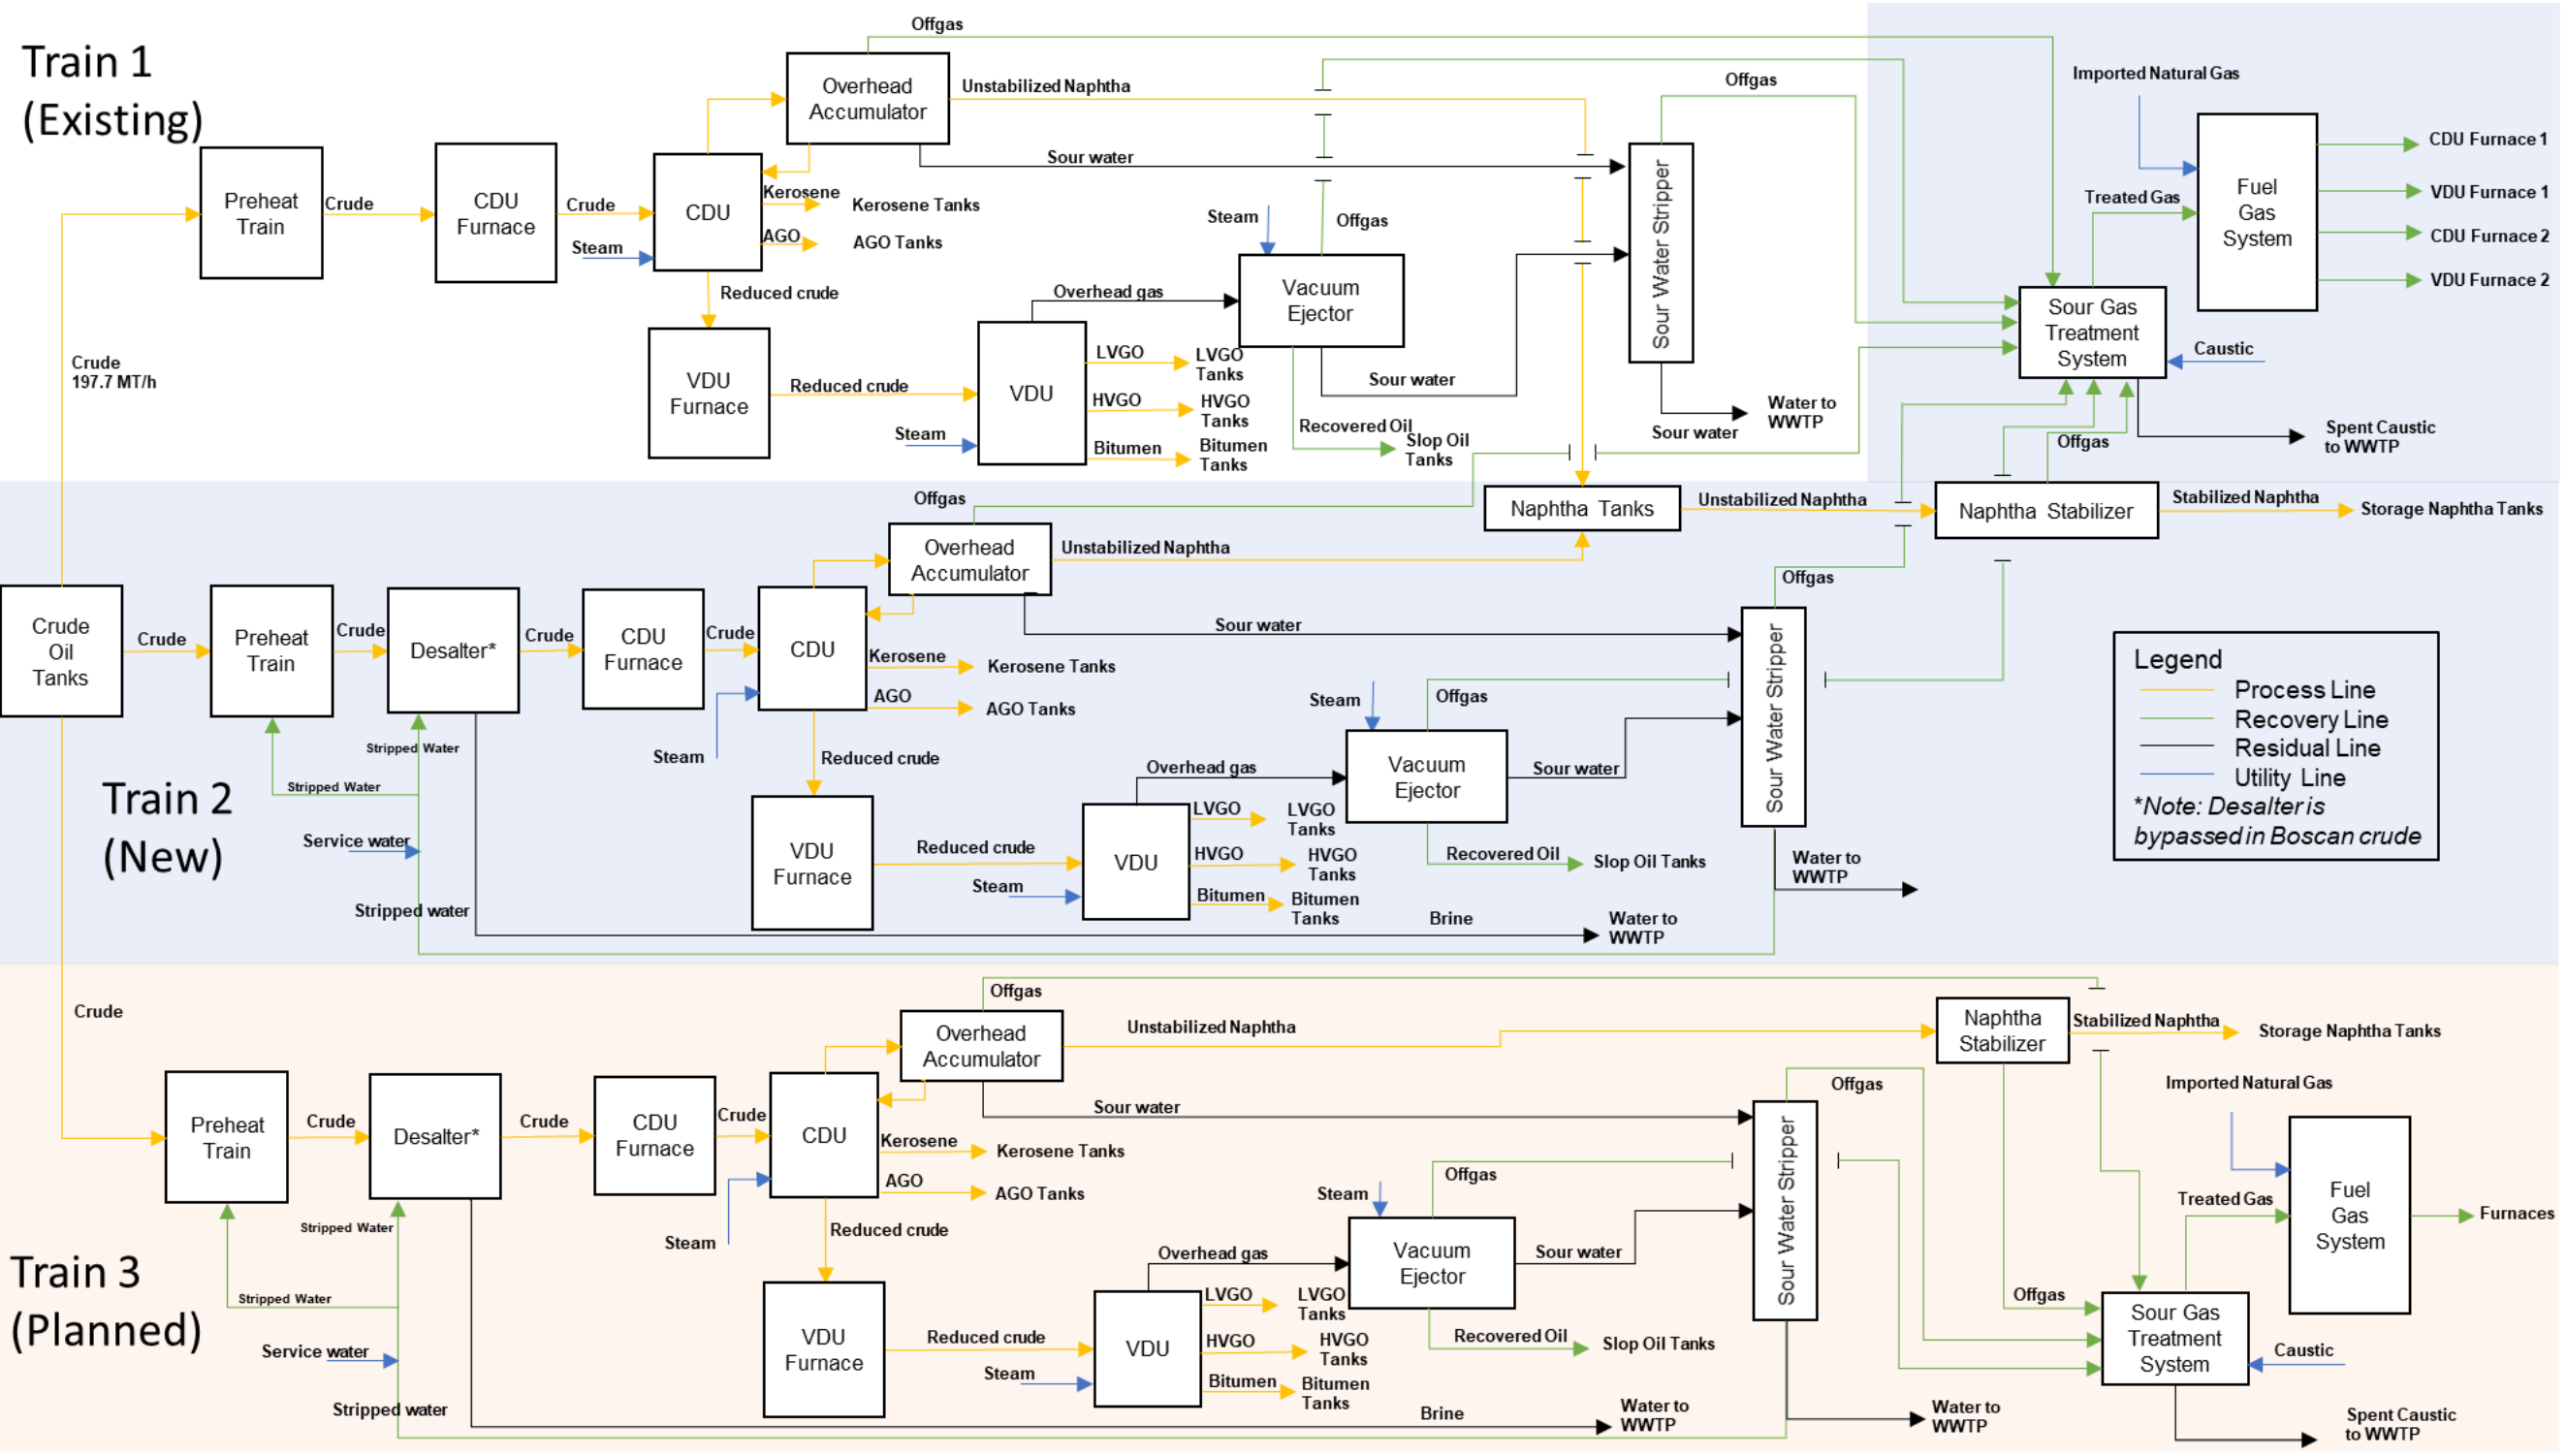 Train 1
(Existing)
Offgas
Overhead
Accumulator
Unstabilized Naphtha
Sour water
Preheat
Train
Crude
CDU
Furnace
Crude
Steam
CDU
Kerosene
Kerosene Tanks
AGO
AGO Tanks
Reduced crude
Crude
197.7 MT/h
VDU
Furnace
Reduced crude
Steam
VDU
Overhead gas
LVGO
LVGO
Tanks
HVGO
HVGO
Tanks
Bitumen
Bitumen
Tanks
Steam
Offgas
Vacuum
Ejector
Sour water
Recovered Oil
Slop Oil
Tanks
Offgas
Sour Water Stripper
Water to
WWTP
Sour water
Imported Natural Gas
Fuel
Gas
System
CDU Furnace 1
VDU Furnace 1
CDU Furnace 2
VDU Furnace 2
Treated Gas
Sour Gas
Treatment
System
Caustic
Offgas
Spent Caustic
to WWTP
Offgas
Naphtha Tanks
Unstabilized Naphtha
Naphtha Stabilizer
Stabilized Naphtha
Storage Naphtha Tanks
Overhead
Accumulator
Unstabilized Naphtha
Offgas
Crude
Oil
Tanks
Crude
Preheat
Train
Crude
Desalter*
Crude
CDU
Furnace
Crude
CDU
Sour water
Kerosene
Kerosene Tanks
AGO
AGO Tanks
Steam
Reduced crude
Stripped Water
Stripped Water
Train 2
(New)
Service water
Stripped water
VDU
Furnace
Reduced crude
Steam
VDU
Overhead gas
LVGO
LVGO
Tanks
HVGO
HVGO
Tanks
Bitumen
Bitumen
Tanks
Steam
Offgas
Vacuum
Ejector
Sour water
Recovered Oil
Slop Oil Tanks
Sour Water Stripper
Water to
WWTP
Brine
Water to
WWTP
Legend
Process Line
Recovery Line
Residual Line
Utility Line
*Note: Desalter is
bypassed in Boscan crude
Crude
Offgas
Overhead
Accumulator
Unstabilized Naphtha
Naphtha
Stabilizer
Stabilized Naphtha
Storage Naphtha Tanks
Preheat
Train
Crude
Desalter*
Crude
CDU
Furnace
Crude
CDU
Sour water
Kerosene
Kerosene Tanks
AGO
AGO Tanks
Steam
Reduced crude
Stripped Water
Stripped Water
Train 3
(Planned)
Service water
Stripped water
VDU
Furnace
Reduced crude
Steam
VDU
Overhead gas
LVGO
LVGO
Tanks
HVGO
HVGO
Tanks
Bitumen
Bitumen
Tanks
Steam
Offgas
Vacuum
Ejector
Sour water
Recovered Oil
Slop Oil Tanks
Offgas
Sour Water Stripper
Brine
Water to
WWTP
Water to
WWTP
Imported Natural Gas
Fuel
Gas
System
Furnaces
Treated Gas
Offgas
Sour Gas
Treatment
System
Caustic
Spent Caustic
to WWTP